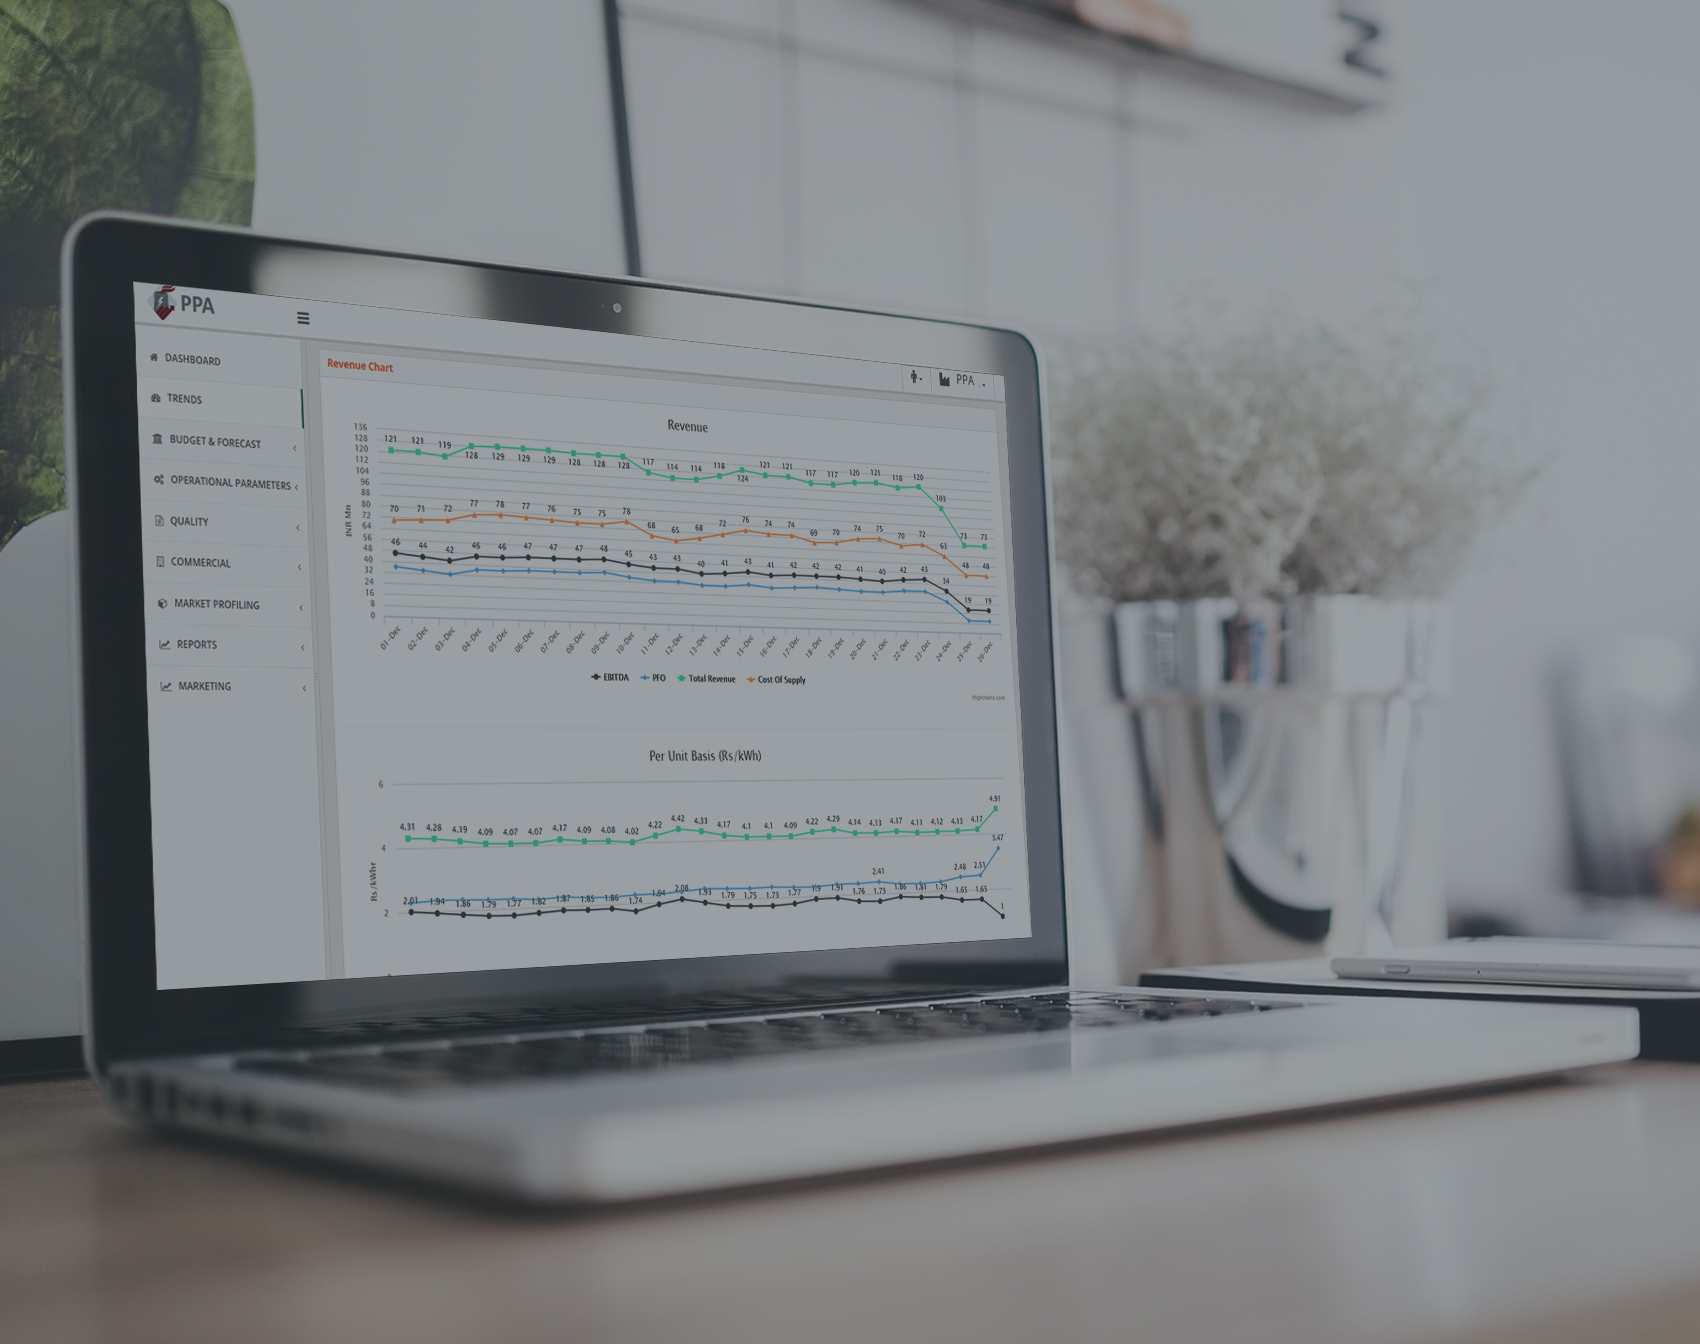 PPA
DASHBOARD
TRENDS
BUDGET & FORECAST
OPERATIONAL PARAMETERS
QUALITY
COMMERCIAL
MARKET PROFILING
REPORTS
MARKETING
Revenue Chart
PPA
Revenue
136
128
120
112
104
96
88
80
72
64
56
48
40
32
24
16
8
0
INR Mn
121 121 119 128 129 129 129 128 128 128 117 114 114 118 124 121 121 117 117 120 121 118 120 101 73 73
70 71 72 77 78 77 76 75 75 78 68 65 68 72 76 74 74 69 70 74 75 70 72 63 48 48
46 44 42 46 46 47 47 47 48 45 43 43 40 41 43 41 42 42 42 41 40 42 43 34 19 19
01-Dec 02-Dec 03-Dec 04-Dec 05-Dec 06-Dec 07-Dec 08-Dec 09-Dec 10-Dec 11-Dec 12-Dec 13-Dec 14-Dec 15-Dec 16-Dec 17-Dec 18-Dec 19-Dec 20-Dec 21-Dec 22-Dec 23-Dec 24-Dec 25-Dec 26-Dec
EBITDA PFO Total Revenue Cost Of Supply
Highcharts.com
Per Unit Basis (Rs/kWh)
6
4
2
Rs/kWhr
4.31 4.28 4.19 4.09 4.07 4.07 4.17 4.09 4.08 4.02 4.22 4.42 4.33 4.17 4.1 4.1 4.09 4.22 4.29 4.14 4.13 4.17 4.11 4.12 4.13 4.17 4.91
2.41 2.48 2.51 3.47
2.01 1.94 1.86 1.79 1.77 1.82 1.87 1.85 1.86 1.74 1.94 2.08 1.93 1.79 1.75 1.73 1.77 1.9 1.91 1.76 1.73 1.86 1.81 1.79 1.65 1.65 1